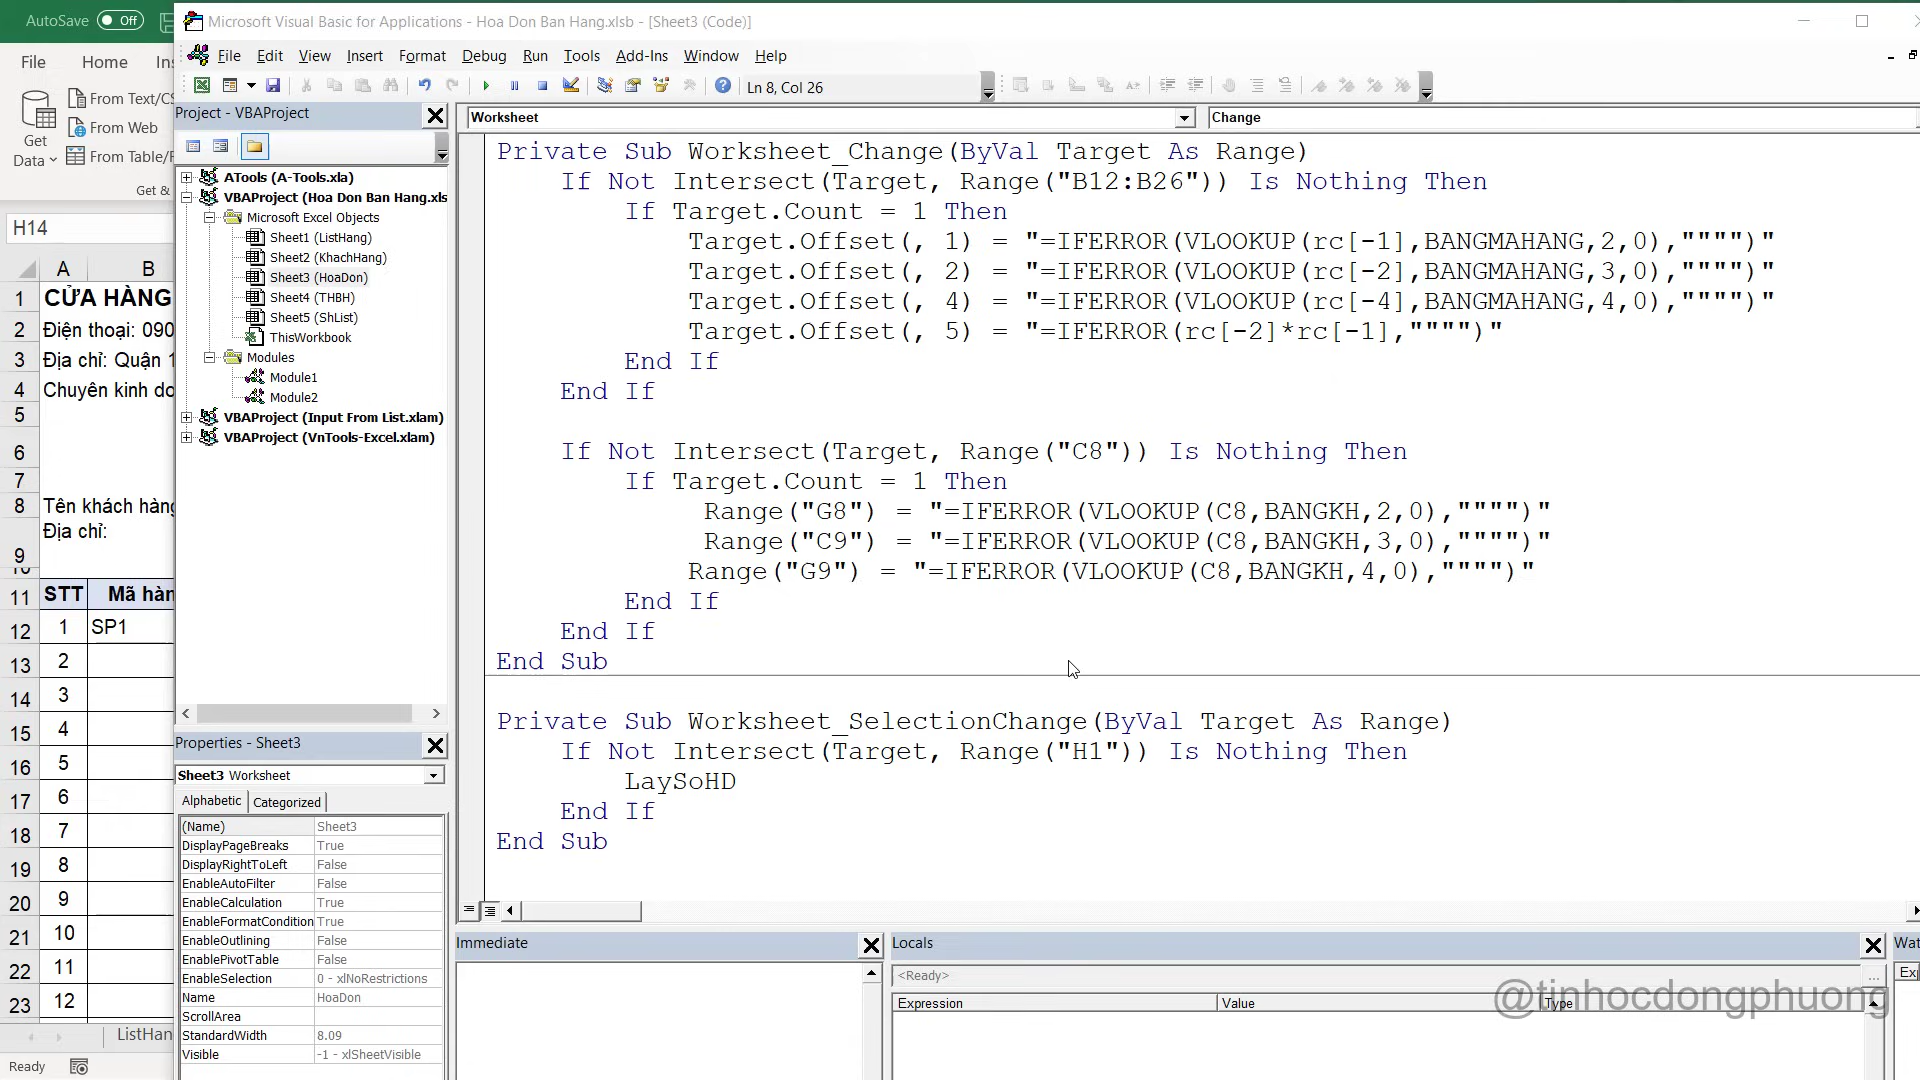 AutoSave Off
Microsoft Visual Basic for Applications - Hoa Don Ban Hang.xlsb - [Sheet3 (Code)]
File Home
File Edit View Insert Format Debug Run Tools Add-Ins Window Help
Ln 8, Col 26
Get Data
From Text/CS
From Web
From Table/
Get &
Project - VBAProject
ATools (A-Tools.xla)
VBAProject (Hoa Don Ban Hang.xls
Microsoft Excel Objects
Sheet1 (ListHang)
Sheet2 (KhachHang)
Sheet3 (HoaDon)
Sheet4 (THBH)
Sheet5 (ShList)
ThisWorkbook
Modules
Module1
Module2
VBAProject (Input From List.xlam)
VBAProject (VnTools-Excel.xlam)
Worksheet
Change
Private Sub Worksheet_Change(ByVal Target As Range)
If Not Intersect(Target, Range("B12:B26")) Is Nothing Then
If Target.Count = 1 Then
Target.Offset(, 1) = "=IFERROR(VLOOKUP(rc[-1],BANGMAHANG,2,0),"""")"
Target.Offset(, 2) = "=IFERROR(VLOOKUP(rc[-2],BANGMAHANG,3,0),"""")"
Target.Offset(, 4) = "=IFERROR(VLOOKUP(rc[-4],BANGMAHANG,4,0),"""")"
Target.Offset(, 5) = "=IFERROR(rc[-2]*rc[-1],"""")"
End If
End If
If Not Intersect(Target, Range("C8")) Is Nothing Then
If Target.Count = 1 Then
Range("G8") = "=IFERROR(VLOOKUP(C8,BANGKH,2,0),"""")"
Range("C9") = "=IFERROR(VLOOKUP(C8,BANGKH,3,0),"""")"
Range("G9") = "=IFERROR(VLOOKUP(C8,BANGKH,4,0),"""")"
End If
End If
End Sub
Private Sub Worksheet_SelectionChange(ByVal Target As Range)
If Not Intersect(Target, Range("H1")) Is Nothing Then
LaySoHD
End If
End Sub
H14
A B
1 CỬA HÀNG
2 Điện thoại: 090
3 Địa chỉ: Quận 1
4 Chuyên kinh do
5
6
7
8 Tên khách hàng
9 Địa chỉ:
10
11 STT Mã hàn
12 1 SP1
13 2
14 3
15 4
16 5
17 6
18 7
19 8
20 9
21 10
22 11
23 12
ListHan
Ready
Properties - Sheet3
Sheet3 Worksheet
Alphabetic Categorized
(Name) Sheet3
DisplayPageBreaks True
DisplayRightToLeft False
EnableAutoFilter False
EnableCalculation True
EnableFormatCondition True
EnableOutlining False
EnablePivotTable False
EnableSelection 0 - xlNoRestrictions
Name HoaDon
ScrollArea
StandardWidth 8.09
Visible -1 - xlSheetVisible
Immediate
Locals
<Ready>
Expression Value Type
Wat
Ex
@tinhocdongphuong